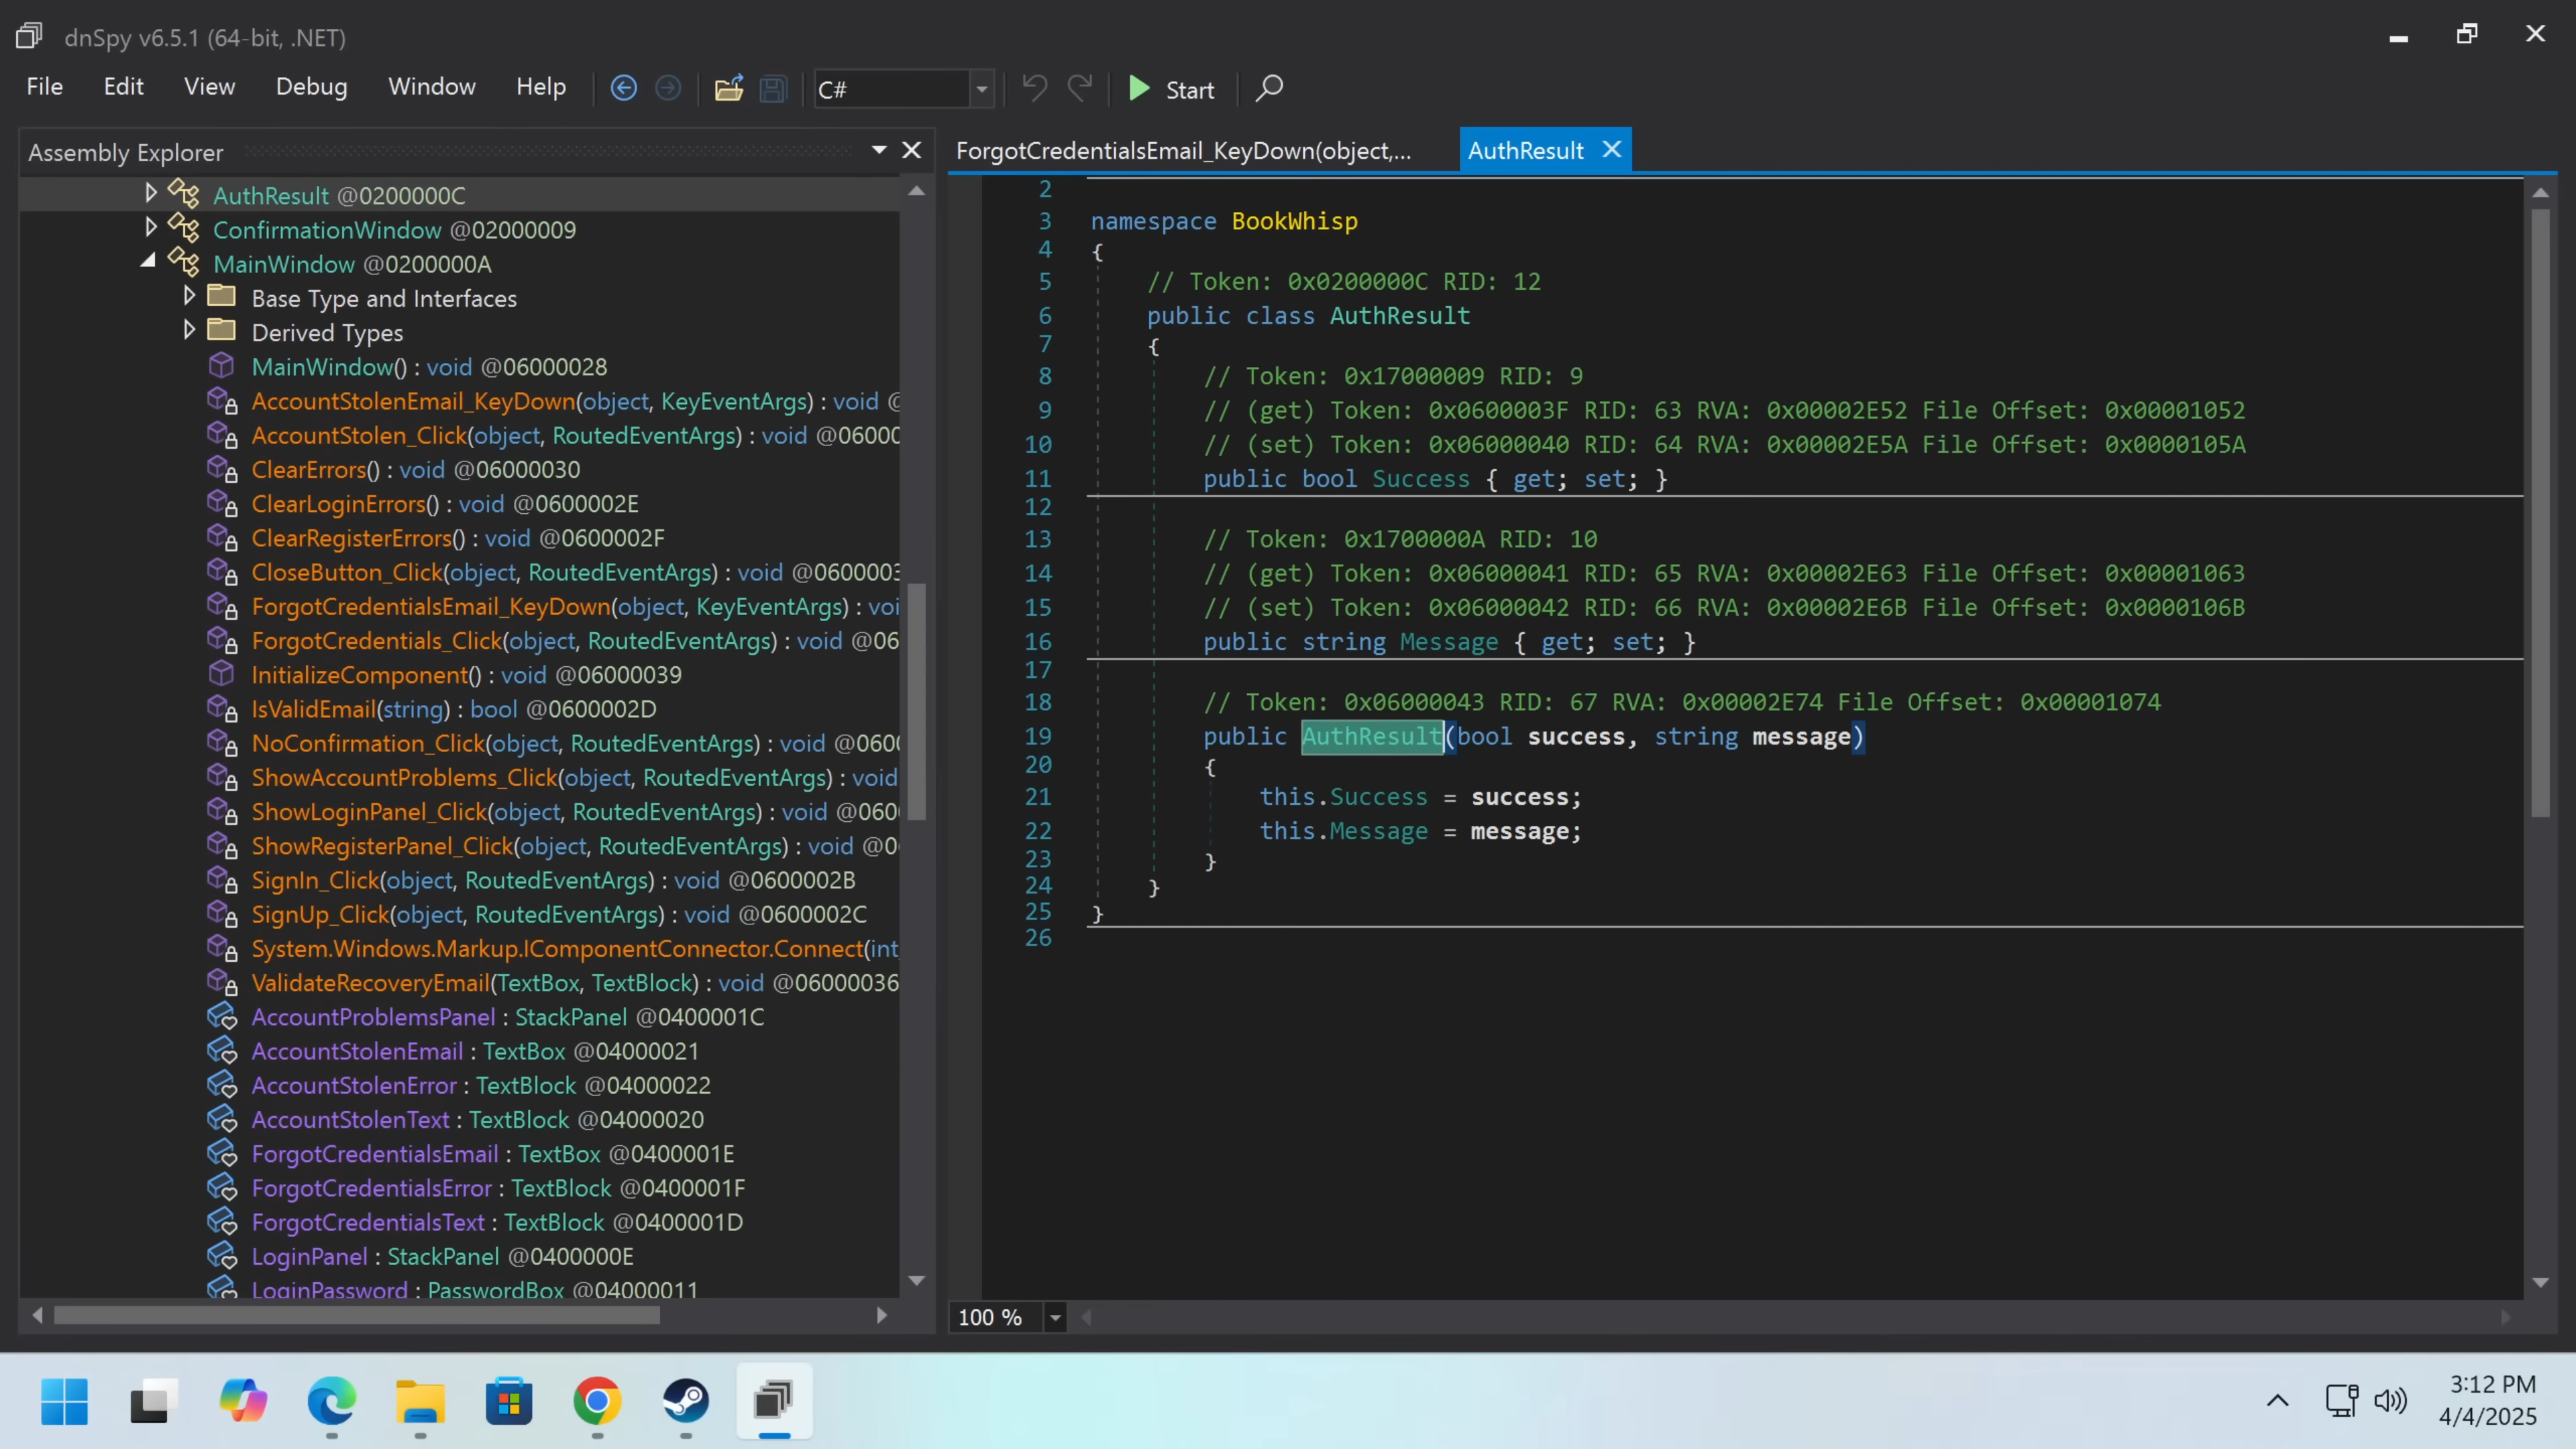 dnSpy v6.5.1 (64-bit, .NET)
File Edit View Debug Window Help C# Start
Assembly Explorer
ForgotCredentialsEmail_KeyDown(object,... AuthResult
AuthResult @0200000C
ConfirmationWindow @02000009
MainWindow @0200000A
Base Type and Interfaces
Derived Types
MainWindow() : void @06000028
AccountStolenEmail_KeyDown(object, KeyEventArgs) : void @
AccountStolen_Click(object, RoutedEventArgs) : void @0600
ClearErrors() : void @06000030
ClearLoginErrors() : void @0600002E
ClearRegisterErrors() : void @0600002F
CloseButton_Click(object, RoutedEventArgs) : void @060000
ForgotCredentialsEmail_KeyDown(object, KeyEventArgs) : voi
ForgotCredentials_Click(object, RoutedEventArgs) : void @06
InitializeComponent() : void @06000039
IsValidEmail(string) : bool @0600002D
NoConfirmation_Click(object, RoutedEventArgs) : void @060
ShowAccountProblems_Click(object, RoutedEventArgs) : void
ShowLoginPanel_Click(object, RoutedEventArgs) : void @060
ShowRegisterPanel_Click(object, RoutedEventArgs) : void @0
SignIn_Click(object, RoutedEventArgs) : void @0600002B
SignUp_Click(object, RoutedEventArgs) : void @0600002C
System.Windows.Markup.IComponentConnector.Connect(int,
ValidateRecoveryEmail(TextBox, TextBlock) : void @06000036
AccountProblemsPanel : StackPanel @0400001C
AccountStolenEmail : TextBox @04000021
AccountStolenError : TextBlock @04000022
AccountStolenText : TextBlock @04000020
ForgotCredentialsEmail : TextBox @0400001E
ForgotCredentialsError : TextBlock @0400001F
ForgotCredentialsText : TextBlock @0400001D
LoginPanel : StackPanel @0400000E
LoginPassword : PasswordBox @04000011
2
3 namespace BookWhisp
4 {
5 // Token: 0x0200000C RID: 12
6 public class AuthResult
7 {
8 // Token: 0x17000009 RID: 9
9 // (get) Token: 0x0600003F RID: 63 RVA: 0x00002E52 File Offset: 0x00001052
10 // (set) Token: 0x06000040 RID: 64 RVA: 0x00002E5A File Offset: 0x0000105A
11 public bool Success { get; set; }
12
13 // Token: 0x1700000A RID: 10
14 // (get) Token: 0x06000041 RID: 65 RVA: 0x00002E63 File Offset: 0x00001063
15 // (set) Token: 0x06000042 RID: 66 RVA: 0x00002E6B File Offset: 0x0000106B
16 public string Message { get; set; }
17
18 // Token: 0x06000043 RID: 67 RVA: 0x00002E74 File Offset: 0x00001074
19 public AuthResult(bool success, string message)
20 {
21 this.Success = success;
22 this.Message = message;
23 }
24 }
25 }
26
100 %
3:12 PM
4/4/2025